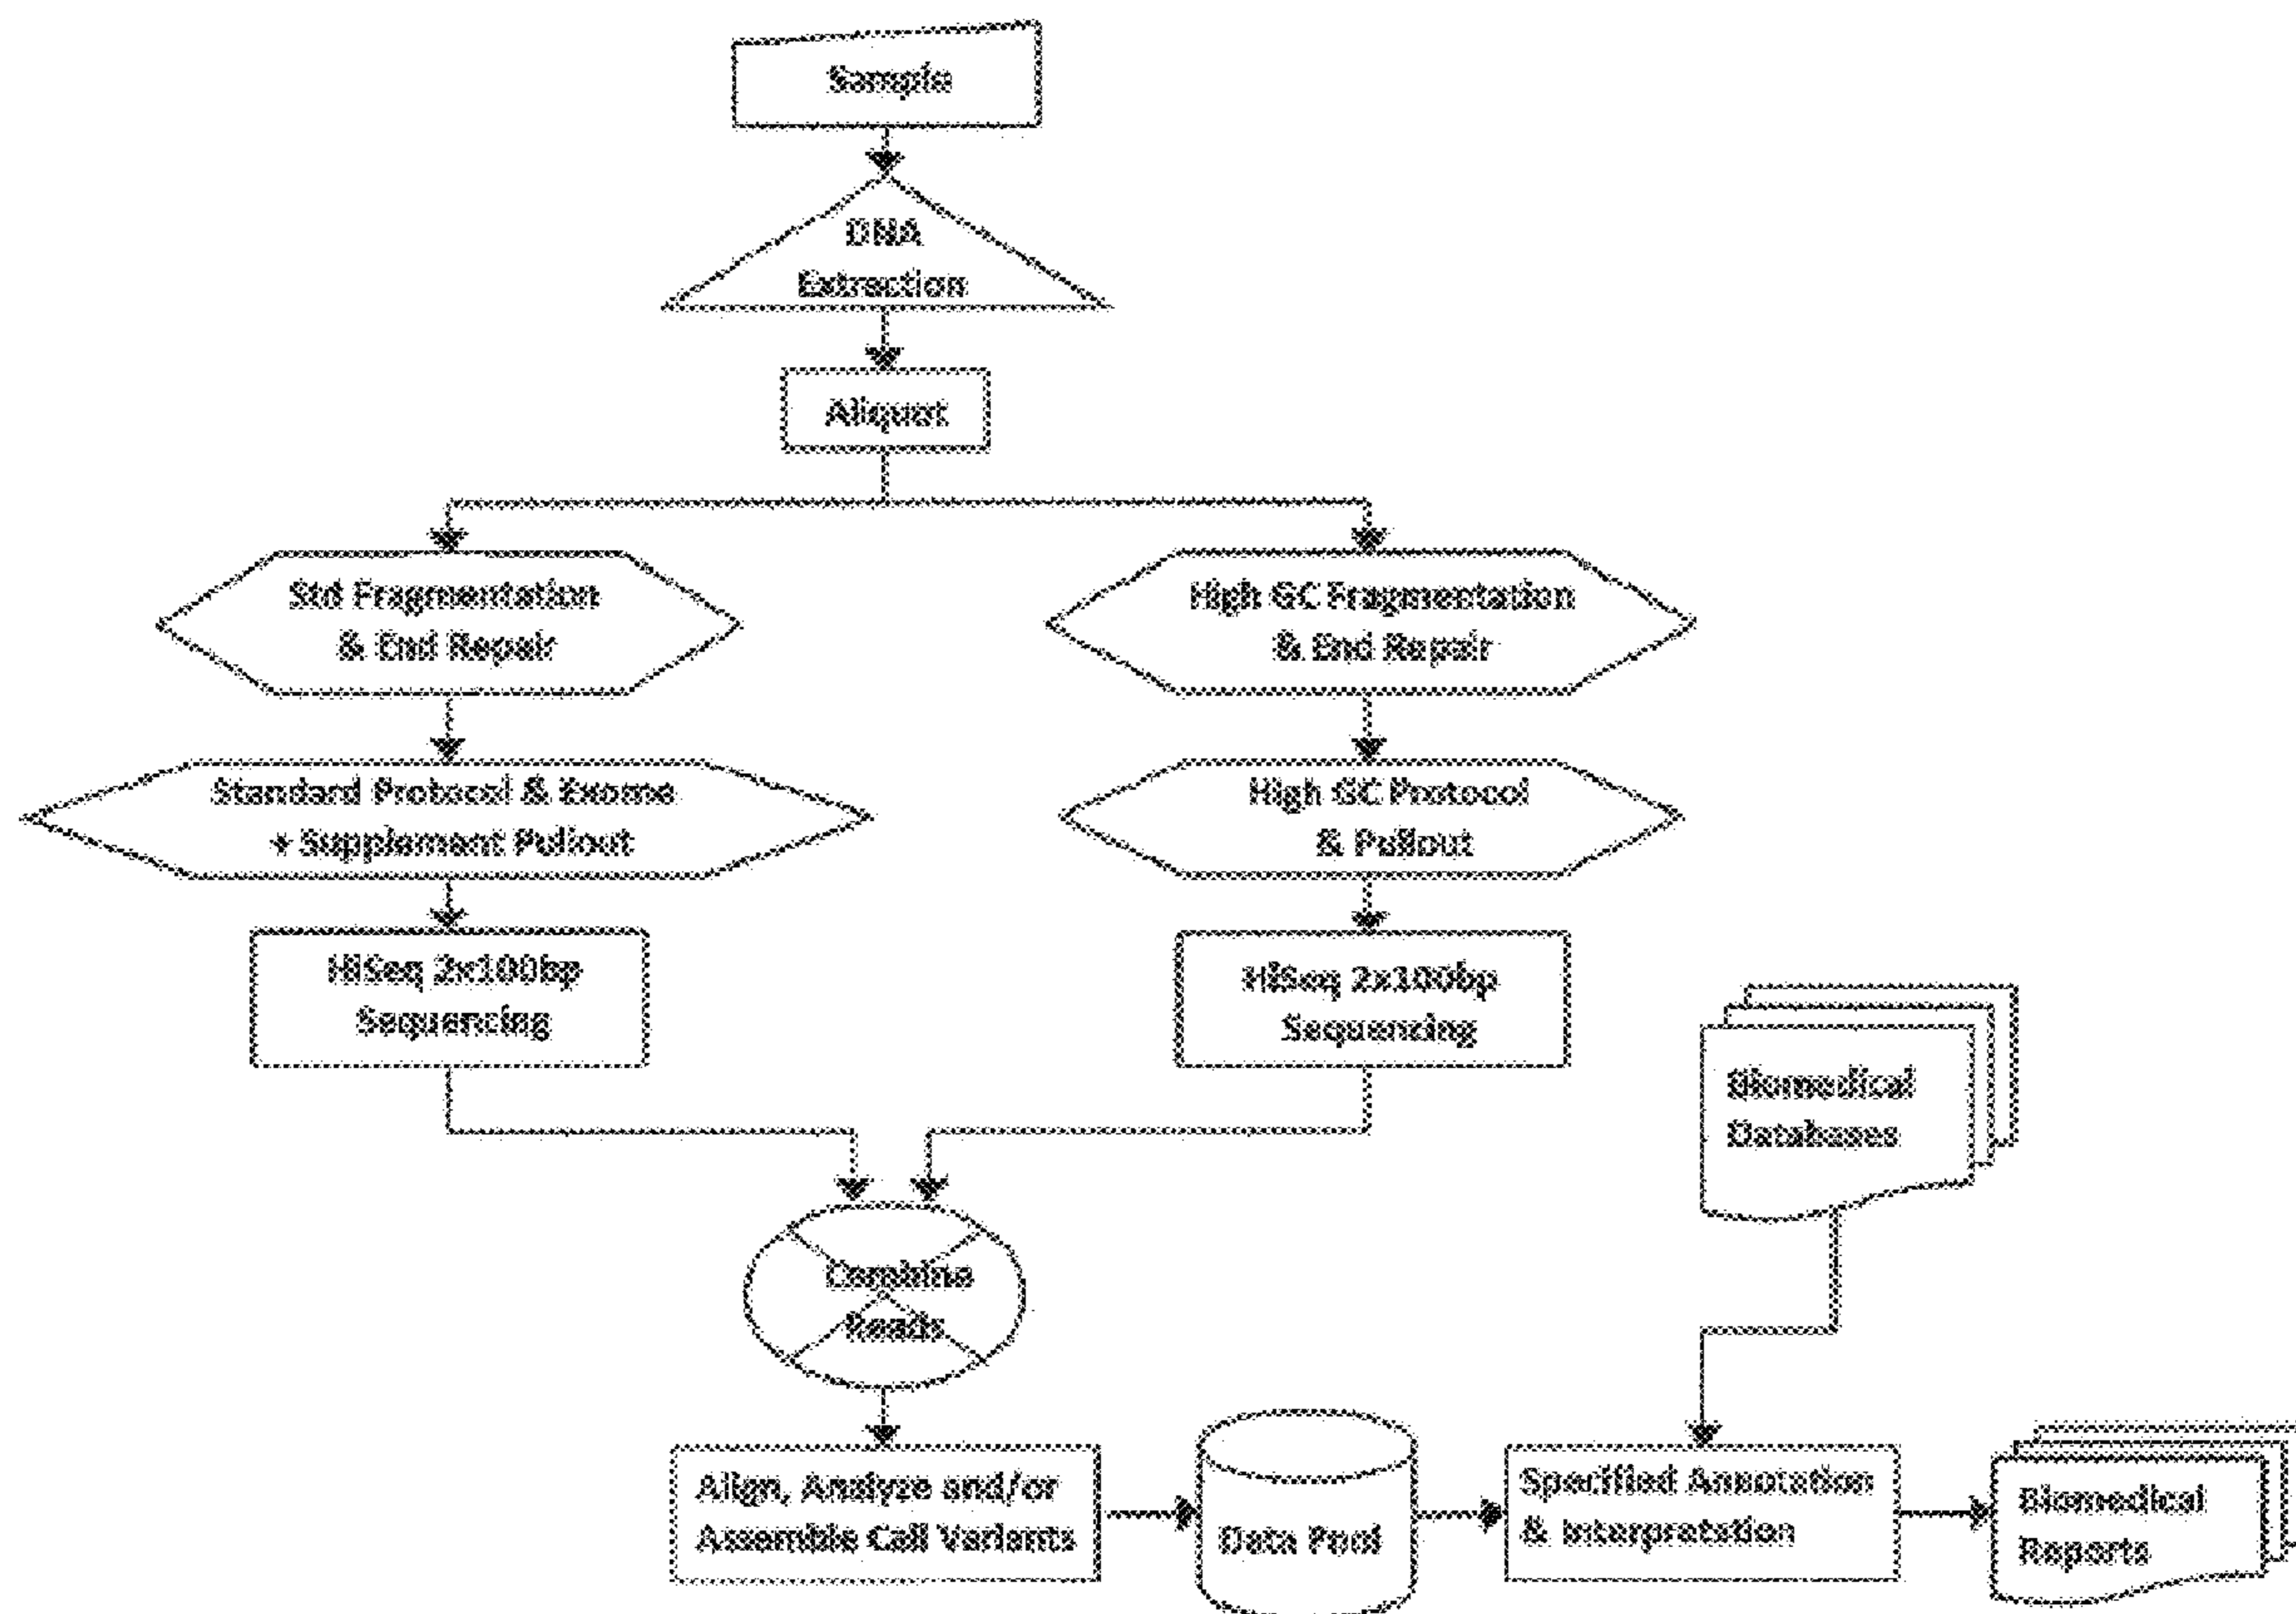 Sample
DNA
Extraction
Aliquot
Std Fragmentation
& End Repair
High GC Fragmentation
& End Repair
Standard Protocol & Exome
+ Supplement Pullout
High GC Protocol
& Pullout
HiSeq 2x100bp
Sequencing
HiSeq 2x100bp
Sequencing
Biomedical
Databases
Combine
Reads
Align, Analyze and/or
Assemble Call Variants
Data Pool
Specified Annotation
& Interpretation
Biomedical
Reports